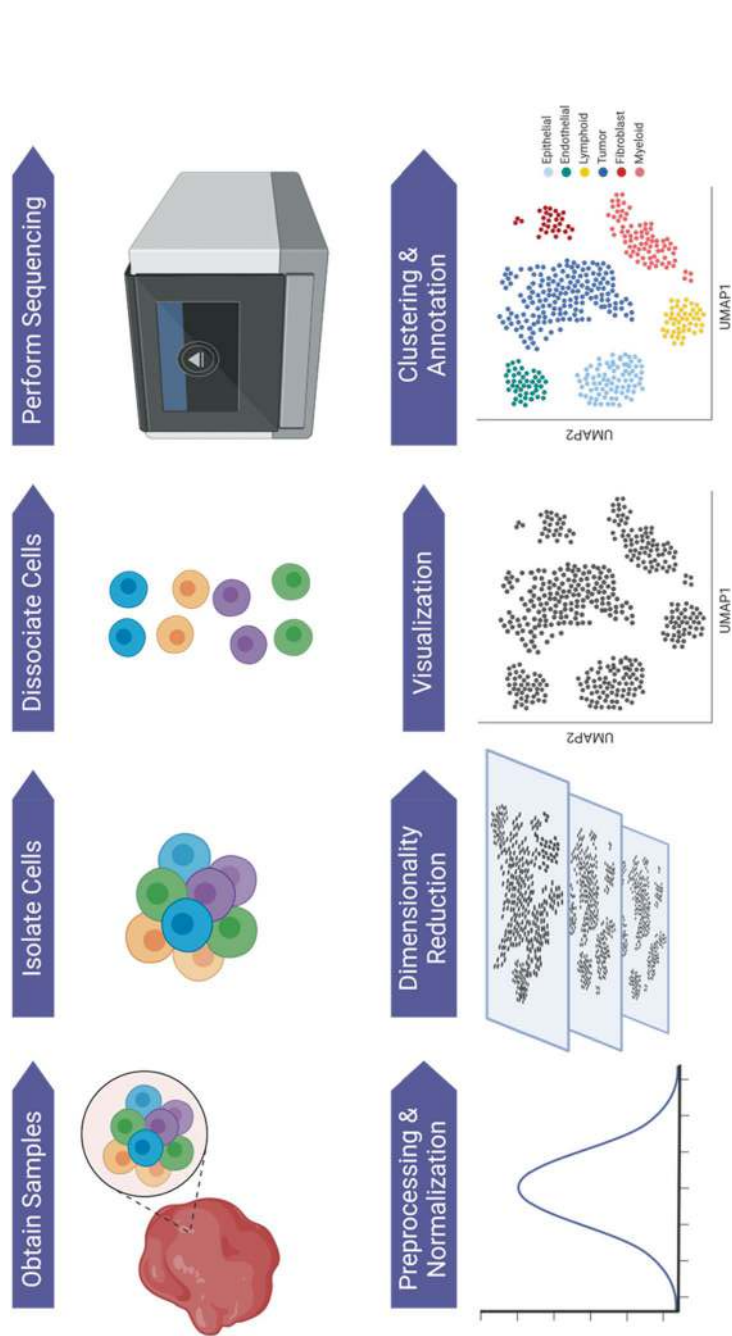 Obtain Samples
Isolate Cells
Dissociate Cells
Perform Sequencing
Preprocessing &
Normalization
Dimensionality
Reduction
Visualization
UMAP2
UMAP1
Clustering &
Annotation
UMAP2
UMAP1
Epithelial
Endothelial
Lymphoid
Tumor
Fibroblast
Myeloid